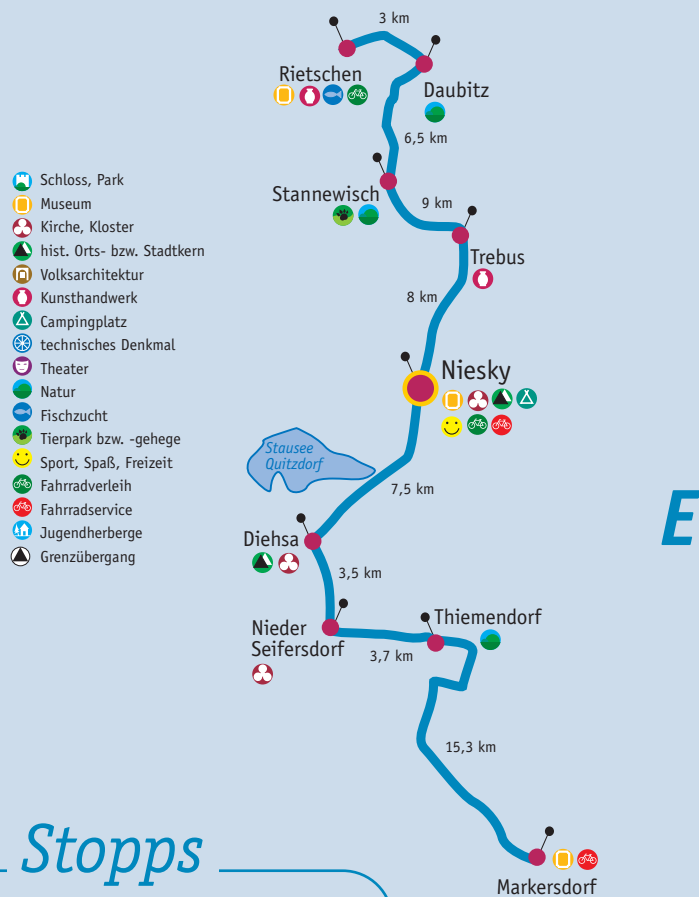 3 km
Rietschen
Daubitz
6,5 km
Stannewisch
9 km
Trebus
8 km
Niesky
Stausee
Quitzdorf
7,5 km
Diehsa
3,5 km
Nieder
Seifersdorf
3,7 km
Thiemendorf
15,3 km
Markersdorf
Schloss, Park
Museum
Kirche, Kloster
hist. Orts- bzw. Stadtkern
Volksarchitektur
Kunsthandwerk
Campingplatz
technisches Denkmal
Theater
Natur
Fischzucht
Tierpark bzw. -gehege
Sport, Spaß, Freizeit
Fahrradverleih
Fahrradservice
Jugendherberge
Grenzübergang
E
Stopps